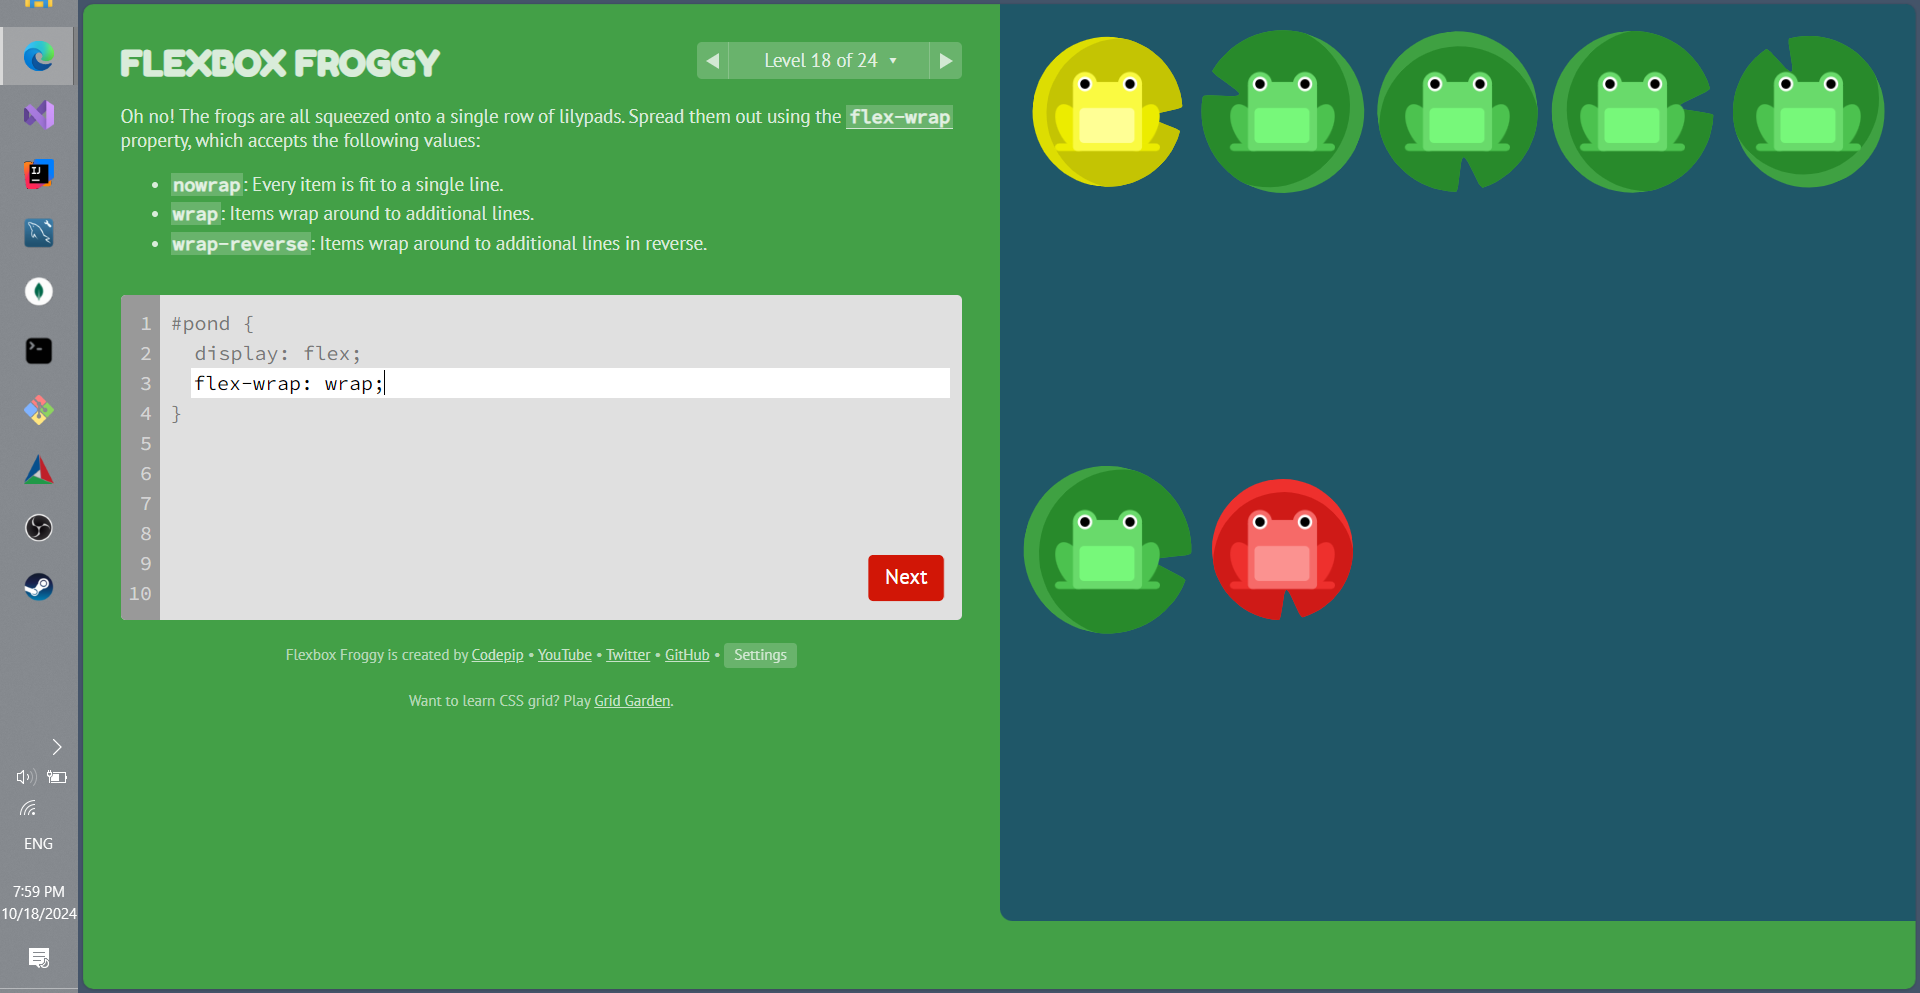 FLEXBOX FROGGY
Level 18 of 24
Oh no! The frogs are all squeezed onto a single row of lilypads. Spread them out using the flex-wrap
property, which accepts the following values:
• nowrap: Every item is fit to a single line.
• wrap: Items wrap around to additional lines.
• wrap-reverse: Items wrap around to additional lines in reverse.
1 #pond {
2 display: flex;
3 flex-wrap: wrap;
4 }
5
6
7
8
9
10
Next
Flexbox Froggy is created by Codepip • YouTube • Twitter • GitHub • Settings
Want to learn CSS grid? Play Grid Garden.
IJ
ENG
7:59 PM
10/18/2024